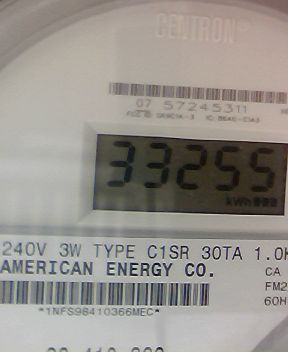 CENTRON®
07 57245311
33255
kWh
240V 3W TYPE C1SR 30TA 1.0K
AMERICAN ENERGY CO.
CA
FM2
60H
*1NFS98410366MEC*